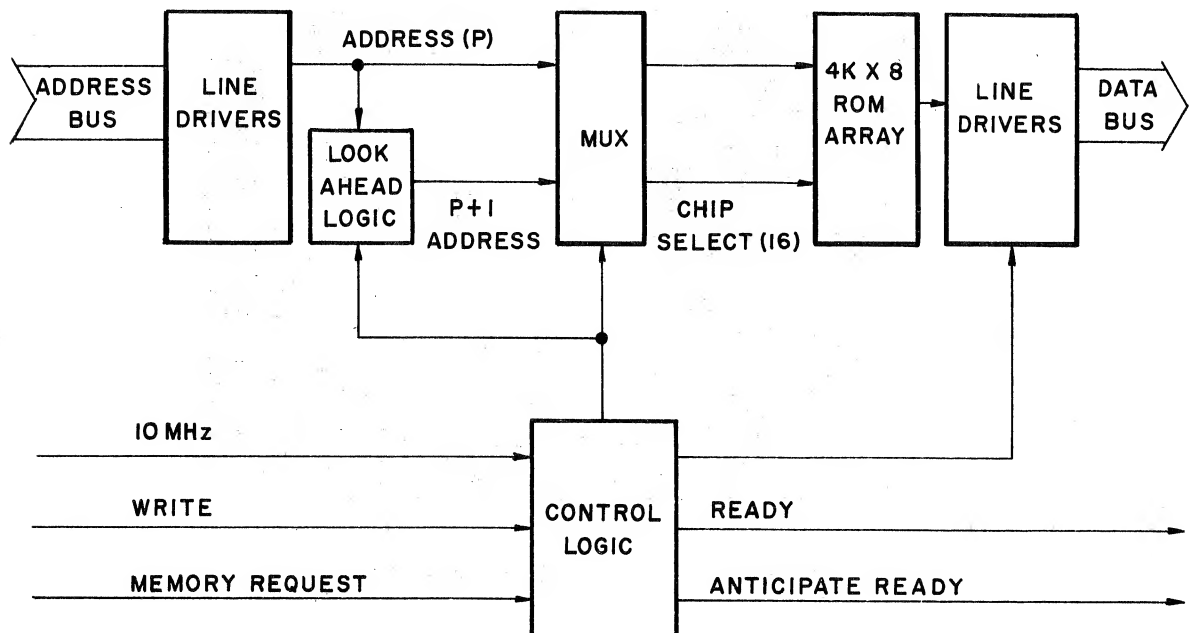 ADDRESS
BUS
LINE
DRIVERS
ADDRESS (P)
LOOK
AHEAD
LOGIC
P+1
ADDRESS
MUX
CHIP
SELECT (16)
4K X 8
ROM
ARRAY
LINE
DRIVERS
DATA
BUS
10 MHz
WRITE
MEMORY REQUEST
CONTROL
LOGIC
READY
ANTICIPATE READY